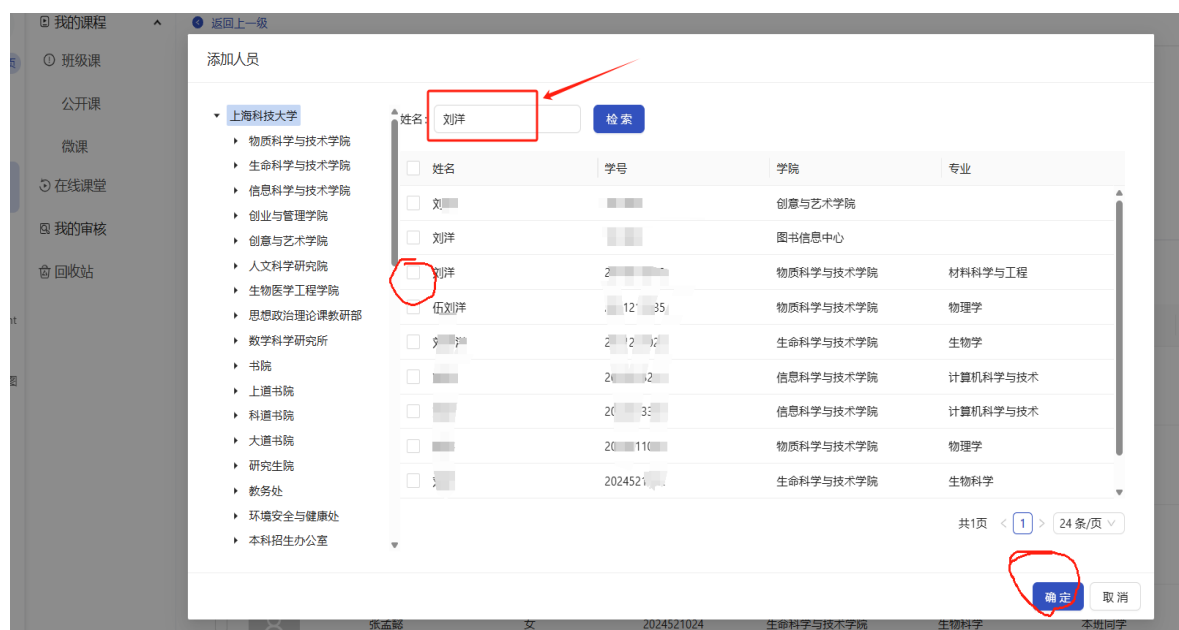 我的课程
返回上一级
班级课
公开课
微课
在线课堂
我的审核
回收站
添加人员
上海科技大学
物质科学与技术学院
生命科学与技术学院
信息科学与技术学院
创业与管理学院
创意与艺术学院
人文科学研究院
生物医学工程学院
思想政治理论课教研部
数学科学研究所
书院
上道书院
科道书院
大道书院
研究生院
教务处
环境安全与健康处
本科招生办公室
姓名: 刘洋 检索
姓名 学号 学院 专业
创意与艺术学院
刘洋 图书信息中心
刘洋 物质科学与技术学院 材料科学与工程
伍刘洋 物质科学与技术学院 物理学
生命科学与技术学院 生物学
信息科学与技术学院 计算机科学与技术
信息科学与技术学院 计算机科学与技术
物质科学与技术学院 物理学
2024521 生命科学与技术学院 生物科学
共1页 < 1 > 24 条/页
确定 取消
张孟懿 女 2024521024 生命科学与技术学院 生物科学 本班同学